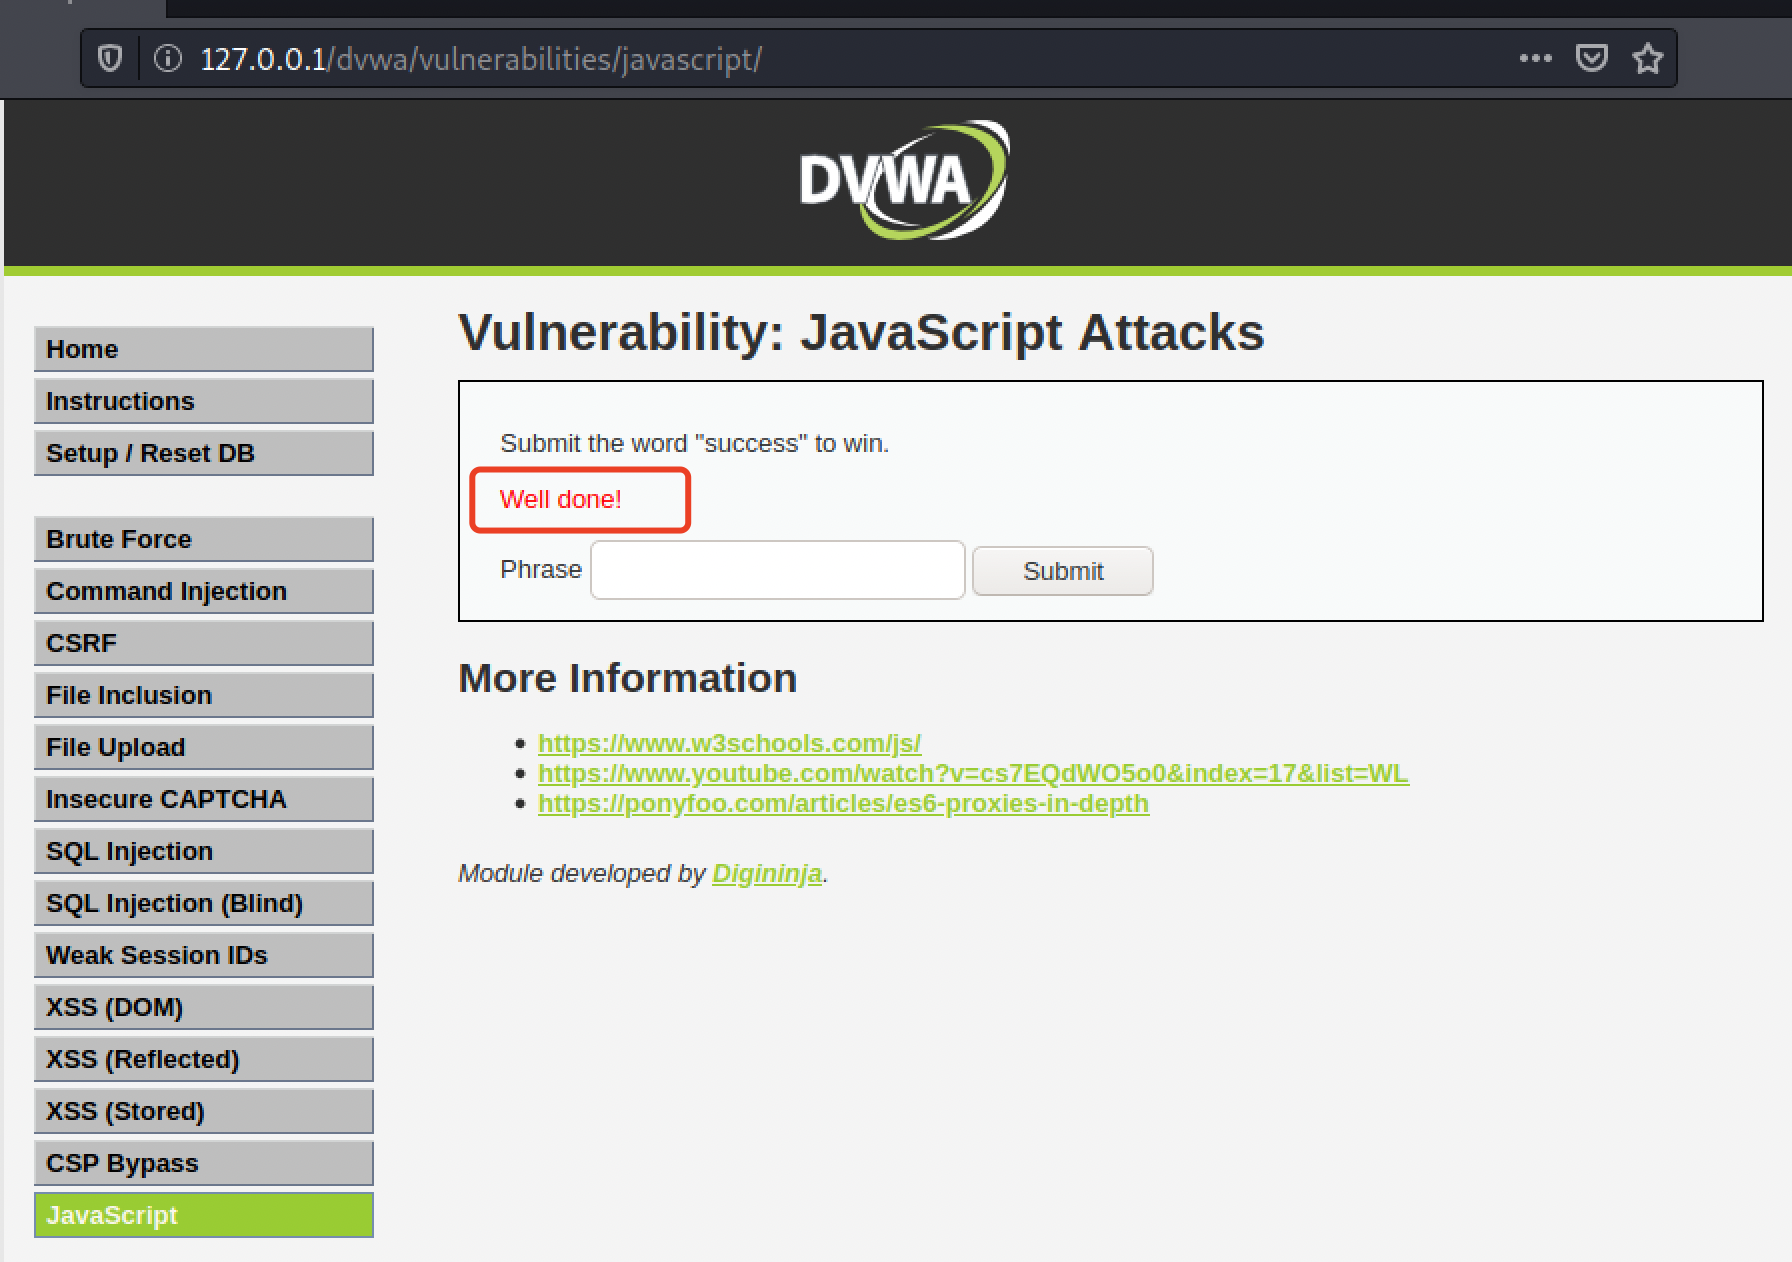 127.0.0.1/dvwa/vulnerabilities/javascript/
DVWA
Home
Instructions
Setup / Reset DB
Brute Force
Command Injection
CSRF
File Inclusion
File Upload
Insecure CAPTCHA
SQL Injection
SQL Injection (Blind)
Weak Session IDs
XSS (DOM)
XSS (Reflected)
XSS (Stored)
CSP Bypass
JavaScript
Vulnerability: JavaScript Attacks
Submit the word "success" to win.
Well done!
Phrase Submit
More Information
https://www.w3schools.com/js/
https://www.youtube.com/watch?v=cs7EQdWO5o0&index=17&list=WL
https://ponyfoo.com/articles/es6-proxies-in-depth
Module developed by Digininja.